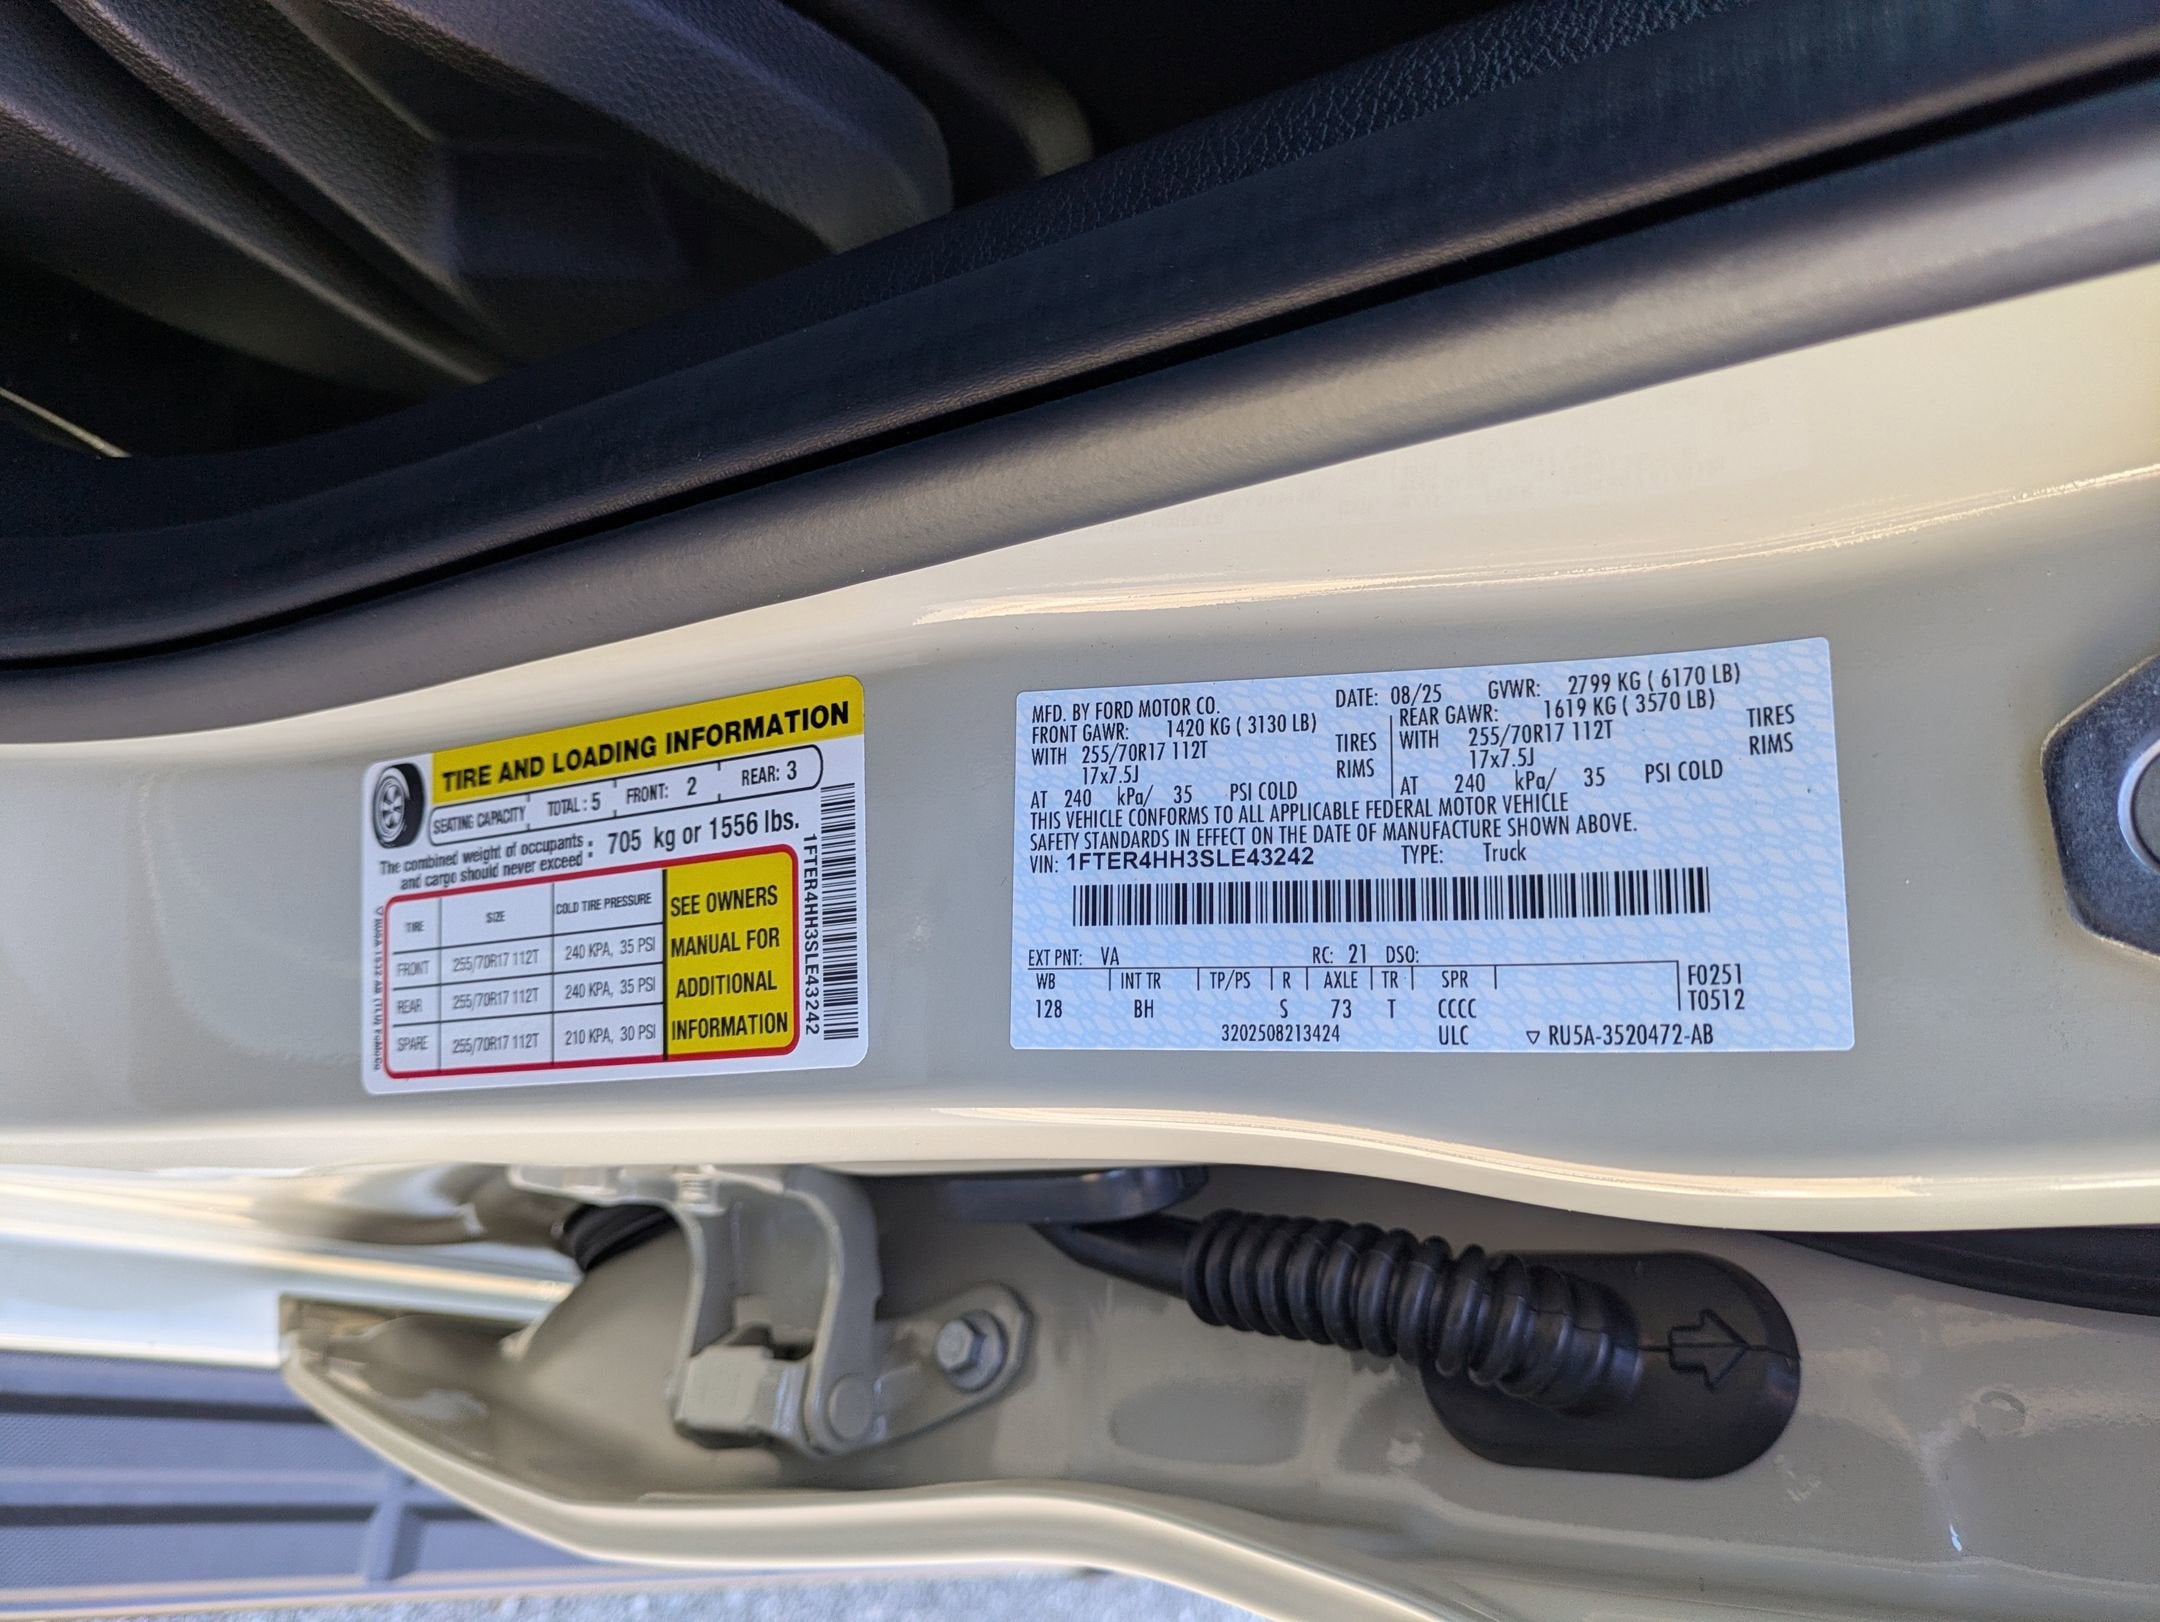 TIRE AND LOADING INFORMATION
SEATING CAPACITY TOTAL : 5 FRONT: 2 REAR: 3
The combined weight of occupants : 705 kg or 1556 lbs.
and cargo should never exceed :
TIRE SIZE COLD TIRE PRESSURE
FRONT 255/70R17 112T 240 KPA, 35 PSI
REAR 255/70R17 112T 240 KPA, 35 PSI
SPARE 255/70R17 112T 210 KPA, 30 PSI
SEE OWNERS
MANUAL FOR
ADDITIONAL
INFORMATION
1FTER4HH3SLE43242
MFD. BY FORD MOTOR CO. DATE: 08/25 GVWR: 2799 KG ( 6170 LB)
FRONT GAWR: 1420 KG ( 3130 LB) REAR GAWR: 1619 KG ( 3570 LB)
WITH 255/70R17 112T TIRES WITH 255/70R17 112T TIRES
17x7.5J RIMS 17x7.5J RIMS
AT 240 kPa/ 35 PSI COLD AT 240 kPa/ 35 PSI COLD
THIS VEHICLE CONFORMS TO ALL APPLICABLE FEDERAL MOTOR VEHICLE
SAFETY STANDARDS IN EFFECT ON THE DATE OF MANUFACTURE SHOWN ABOVE.
VIN: 1FTER4HH3SLE43242 TYPE: Truck
EXT PNT: VA RC: 21 DSO:
WB INT TR TP/PS R AXLE TR SPR F0251
128 BH S 73 T CCCC T0512
3202508213424 ULC RU5A-3520472-AB